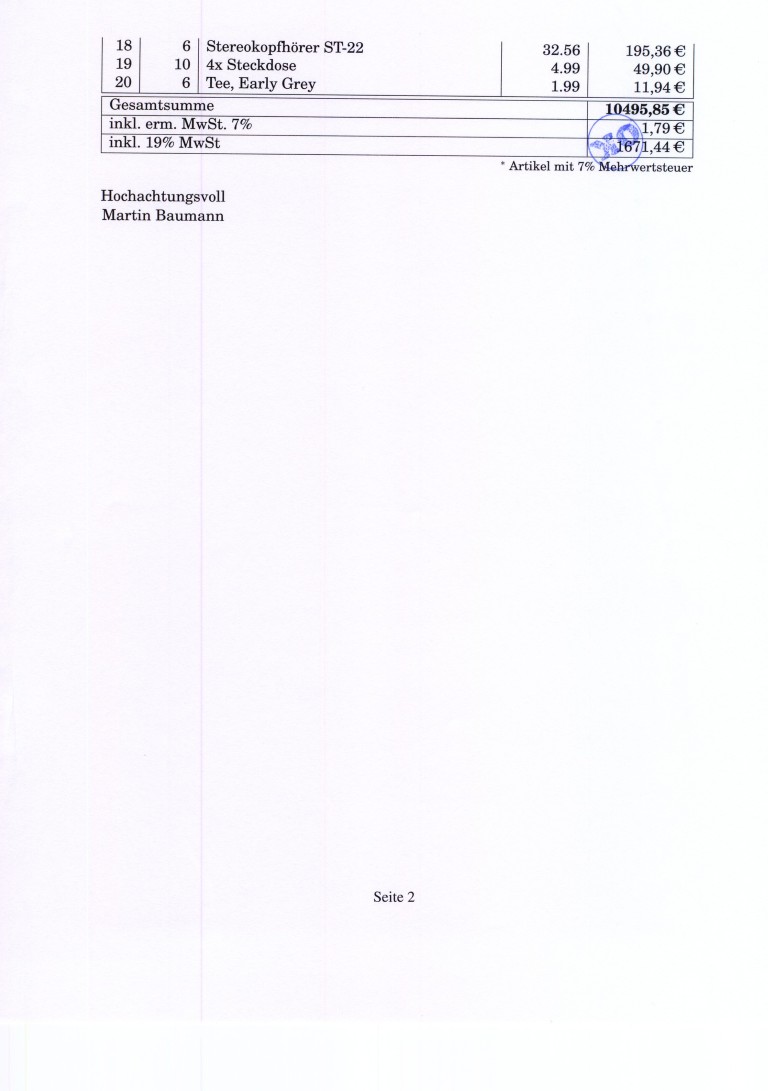 18 6 Stereokopfhörer ST-22 32.56 195,36 €
19 10 4x Steckdose 4.99 49,90 €
20 6 Tee, Early Grey 1.99 11,94 €
Gesamtsumme 10495,85 €
inkl. erm. MwSt. 7% 1,79 €
inkl. 19% MwSt 1671,44 €
* Artikel mit 7% Mehrwertsteuer
Hochachtungsvoll
Martin Baumann
Seite 2